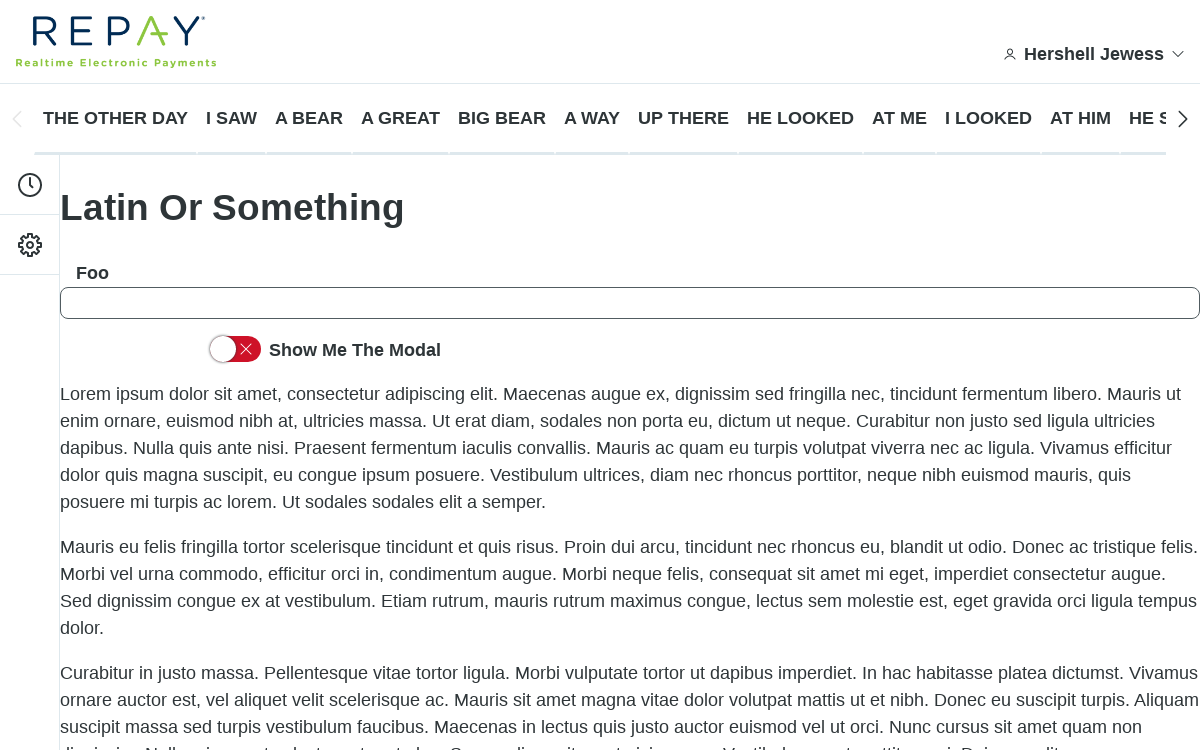 REPAY
Realtime Electronic Payments
Hershell Jewess
THE OTHER DAY I SAW A BEAR A GREAT BIG BEAR A WAY UP THERE HE LOOKED AT ME I LOOKED AT HIM HE S
Latin Or Something
Foo
Show Me The Modal
Lorem ipsum dolor sit amet, consectetur adipiscing elit. Maecenas augue ex, dignissim sed fringilla nec, tincidunt fermentum libero. Mauris ut
enim ornare, euismod nibh at, ultricies massa. Ut erat diam, sodales non porta eu, dictum ut neque. Curabitur non justo sed ligula ultricies
dapibus. Nulla quis ante nisi. Praesent fermentum iaculis convallis. Mauris ac quam eu turpis volutpat viverra nec ac ligula. Vivamus efficitur
dolor quis magna suscipit, eu congue ipsum posuere. Vestibulum ultrices, diam nec rhoncus porttitor, neque nibh euismod mauris, quis
posuere mi turpis ac lorem. Ut sodales sodales elit a semper.
Mauris eu felis fringilla tortor scelerisque tincidunt et quis risus. Proin dui arcu, tincidunt nec rhoncus eu, blandit ut odio. Donec ac tristique felis.
Morbi vel urna commodo, efficitur orci in, condimentum augue. Morbi neque felis, consequat sit amet mi eget, imperdiet consectetur augue.
Sed dignissim congue ex at vestibulum. Etiam rutrum, mauris rutrum maximus congue, lectus sem molestie est, eget gravida orci ligula tempus
dolor.
Curabitur in justo massa. Pellentesque vitae tortor ligula. Morbi vulputate tortor ut dapibus imperdiet. In hac habitasse platea dictumst. Vivamus
ornare auctor est, vel aliquet velit scelerisque ac. Mauris sit amet magna vitae dolor volutpat mattis ut et nibh. Donec eu suscipit turpis. Aliquam
suscipit massa sed turpis vestibulum faucibus. Maecenas in lectus quis justo auctor euismod vel ut orci. Nunc cursus sit amet quam non